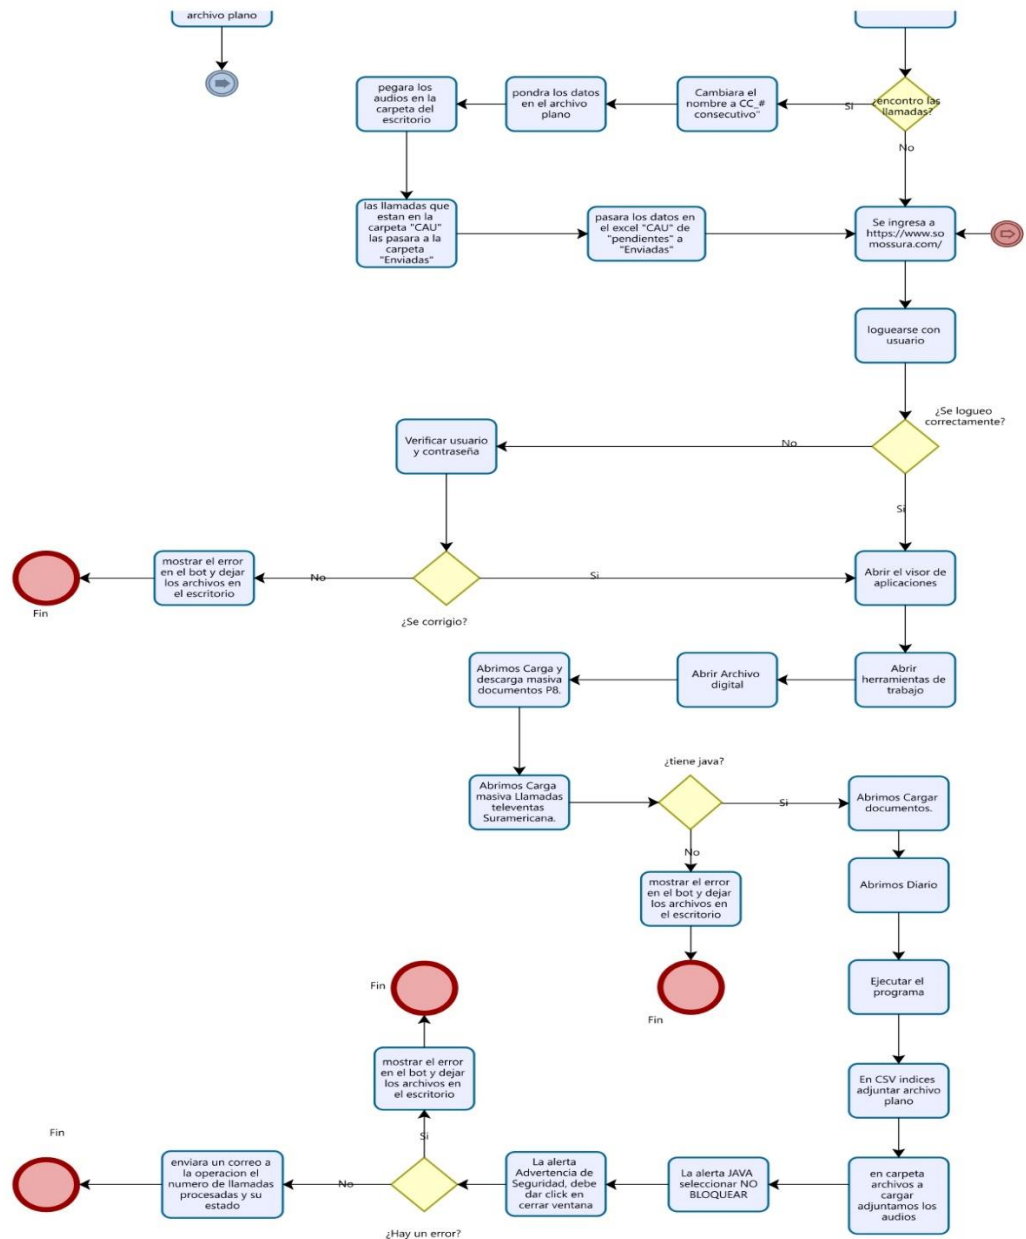 archivo plano
pegara los
audios en la
carpeta del
escritorio
pondra los datos
en el archivo
plano
Cambiara el
nombre a CC_#
consecutivo"
Si
¿encontro las
llamadas?
No
las llamadas que
estan en la
carpeta "CAU"
las pasara a la
carpeta
"Enviadas"
pasara los datos en
el excel "CAU" de
"pendientes" a
"Enviadas"
Se ingresa a
https://www.so
mossura.com/
loguearse con
usuario
¿Se logueo
correctamente?
No
Verificar usuario
y contraseña
Si
mostrar el error
en el bot y dejar
los archivos en
el escritorio
No
Si
Abrir el visor de
aplicaciones
Fin
¿Se corrigio?
Abrimos Carga y
descarga masiva
documentos P8.
Abrir Archivo
digital
Abrir
herramientas de
trabajo
¿tiene java?
Abrimos Carga
masiva Llamadas
televentas
Suramericana.
Si
Abrimos Cargar
documentos.
No
mostrar el error
en el bot y dejar
los archivos en
el escritorio
Abrimos Diario
Fin
Fin
Ejecutar el
programa
mostrar el error
en el bot y dejar
los archivos en
el escritorio
En CSV indices
adjuntar archivo
plano
Fin
Si
enviara un correo a
la operacion el
numero de llamadas
procesadas y su
estado
No
¿Hay un error?
La alerta
Advertencia de
Seguridad, debe
dar click en
cerrar ventana
La alerta JAVA
seleccionar NO
BLOQUEAR
en carpeta
archivos a
cargar
adjuntamos los
audios